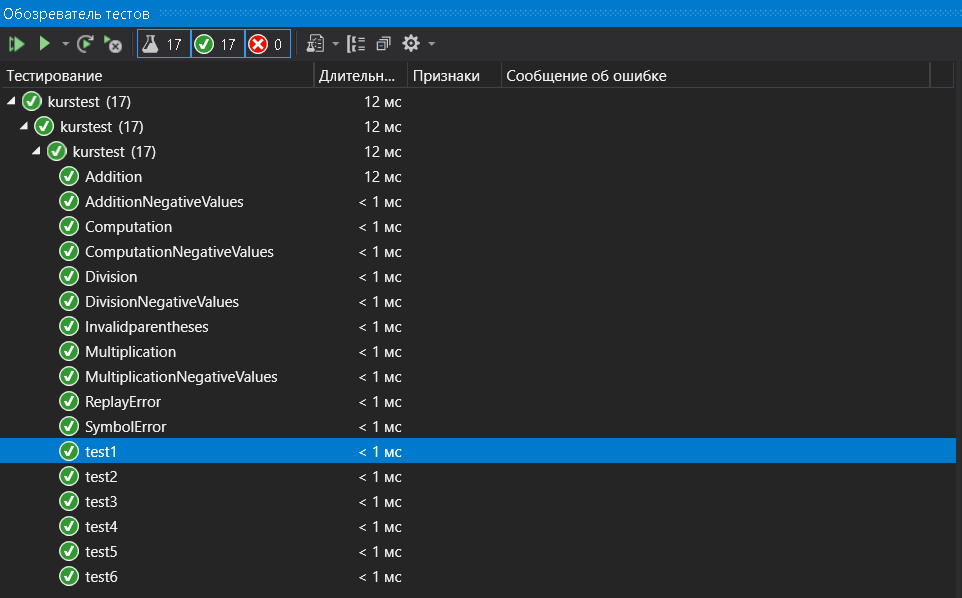 Обозреватель тестов
17 17 0
Тестирование Длительн... Признаки Сообщение об ошибке
kurstest (17) 12 мс
kurstest (17) 12 мс
kurstest (17) 12 мс
Addition 12 мс
AdditionNegativeValues < 1 мс
Computation < 1 мс
ComputationNegativeValues < 1 мс
Division < 1 мс
DivisionNegativeValues < 1 мс
Invalidparentheses < 1 мс
Multiplication < 1 мс
MultiplicationNegativeValues < 1 мс
ReplayError < 1 мс
SymbolError < 1 мс
test1 < 1 мс
test2 < 1 мс
test3 < 1 мс
test4 < 1 мс
test5 < 1 мс
test6 < 1 мс